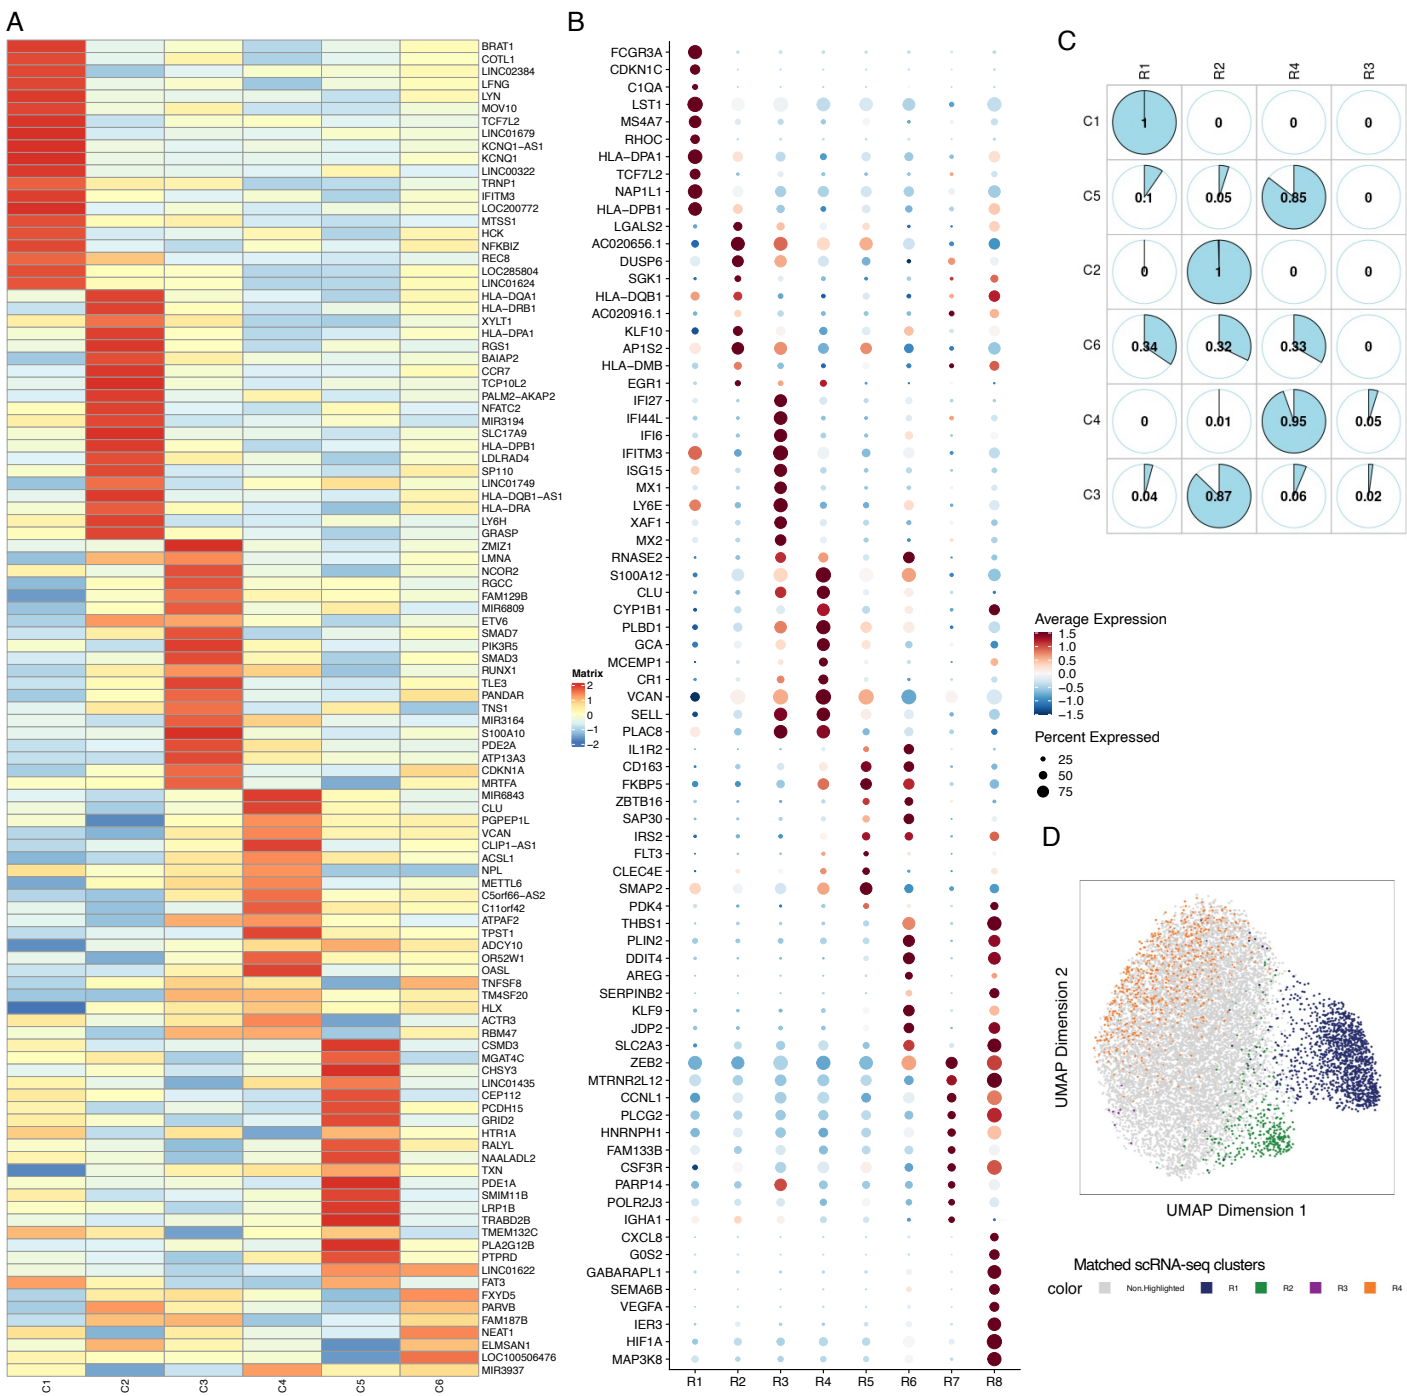 A
BRAT1
COTL1
LINC02384
LFNG
LYN
MOV10
TCF7L2
LINC01679
KCNQ1-AS1
KCNQ1
LINC00322
TRNP1
IFITM3
LOC200772
MTSS1
HCK
NFKBIZ
REC8
LOC285804
LINC01624
HLA-DQA1
HLA-DRB1
XYLT1
HLA-DPA1
RGS1
BAIAP2
CCR7
TCP10L2
PALM2-AKAP2
NFATC2
MIR3194
SLC17A9
HLA-DPB1
LDLRAD4
SP110
LINC01749
HLA-DQB1-AS1
HLA-DRA
LY6H
GRASP
ZMIZ1
LMNA
NCOR2
RGCC
FAM129B
MIR6809
ETV6
SMAD7
PIK3R5
SMAD3
RUNX1
TLE3
PANDAR
TNS1
MIR3164
S100A10
PDE2A
ATP13A3
CDKN1A
MRTFA
MIR6843
CLU
PGPEP1L
VCAN
CLIP1-AS1
ACSL1
NPL
METTL6
C5orf66-AS2
C11orf42
ATPAF2
TPST1
ADCY10
OR52W1
OASL
TNFSF8
TM4SF20
HLX
ACTR3
RBM47
CSMD3
MGAT4C
CHSY3
LINC01435
CEP112
PCDH15
GRID2
HTR1A
RALYL
NAALADL2
TXN
PDE1A
SMIM11B
LRP1B
TRABD2B
TMEM132C
PLA2G12B
PTPRD
LINC01622
FAT3
FXYD5
PARVB
FAM187B
NEAT1
ELMSAN1
LOC100506476
MIR3937
C1 C2 C3 C4 C5 C6
Matrix
2
1
0
−1
−2
B
FCGR3A
CDKN1C
C1QA
LST1
MS4A7
RHOC
HLA−DPA1
TCF7L2
NAP1L1
HLA−DPB1
LGALS2
AC020656.1
DUSP6
SGK1
HLA−DQB1
AC020916.1
KLF10
AP1S2
HLA−DMB
EGR1
IFI27
IFI44L
IFI6
IFITM3
ISG15
MX1
LY6E
XAF1
MX2
RNASE2
S100A12
CLU
CYP1B1
PLBD1
GCA
MCEMP1
CR1
VCAN
SELL
PLAC8
IL1R2
CD163
FKBP5
ZBTB16
SAP30
IRS2
FLT3
CLEC4E
SMAP2
PDK4
THBS1
PLIN2
DDIT4
AREG
SERPINB2
KLF9
JDP2
SLC2A3
ZEB2
MTRNR2L12
CCNL1
PLCG2
HNRNPH1
FAM133B
CSF3R
PARP14
POLR2J3
IGHA1
CXCL8
G0S2
GABARAPL1
SEMA6B
VEGFA
IER3
HIF1A
MAP3K8
R1 R2 R3 R4 R5 R6 R7 R8
Average Expression
1.5
1.0
0.5
0.0
−0.5
−1.0
−1.5
Percent Expressed
25
50
75
C
R1 R2 R4 R3
C1 1 0 0 0
C5 0.1 0.05 0.85 0
C2 0 1 0 0
C6 0.34 0.32 0.33 0
C4 0 0.01 0.95 0.05
C3 0.04 0.87 0.06 0.02
D
UMAP Dimension 2
UMAP Dimension 1
Matched scRNA-seq clusters
color Non.Highlighted R1 R2 R3 R4